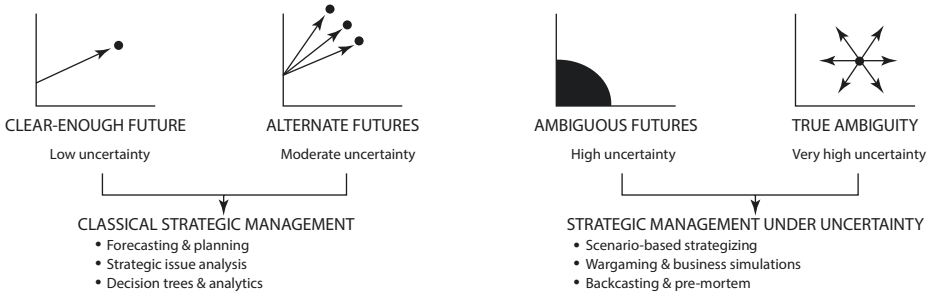 CLEAR-ENOUGH FUTURE
Low uncertainty
ALTERNATE FUTURES
Moderate uncertainty
CLASSICAL STRATEGIC MANAGEMENT
• Forecasting & planning
• Strategic issue analysis
• Decision trees & analytics
AMBIGUOUS FUTURES
High uncertainty
TRUE AMBIGUITY
Very high uncertainty
STRATEGIC MANAGEMENT UNDER UNCERTAINTY
• Scenario-based strategizing
• Wargaming & business simulations
• Backcasting & pre-mortem